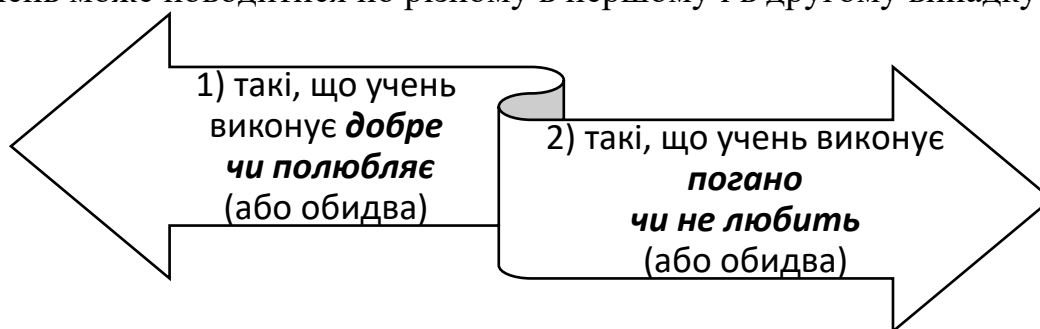 може поводитися по різному в першому і в другому випадку
1) такі, що учень
виконує добре
чи полюбляє
(або обидва)
2) такі, що учень виконує
погано
чи не любить
(або обидва)